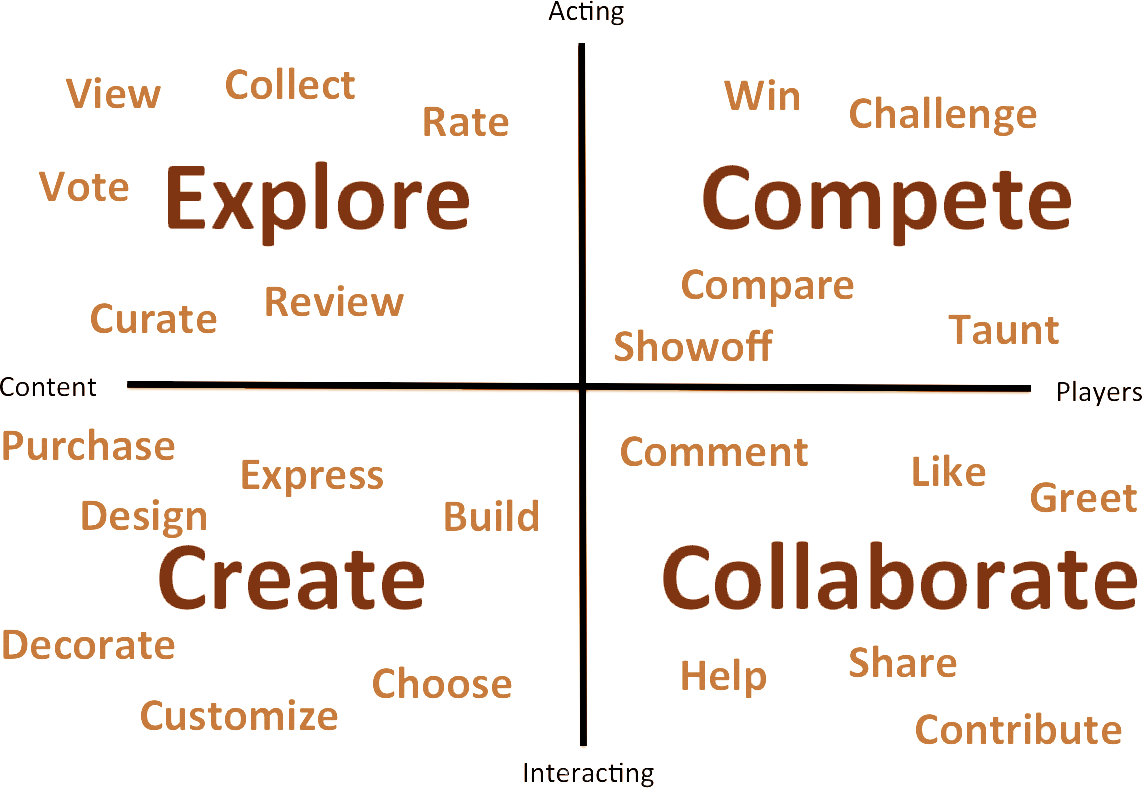 Acting
View
Collect
Rate
Vote
Explore
Curate
Review
Win
Challenge
Compete
Compare
Showoff
Taunt
Content
Players
Purchase
Express
Design
Build
Create
Decorate
Choose
Customize
Comment
Like
Greet
Collaborate
Help
Share
Contribute
Interacting